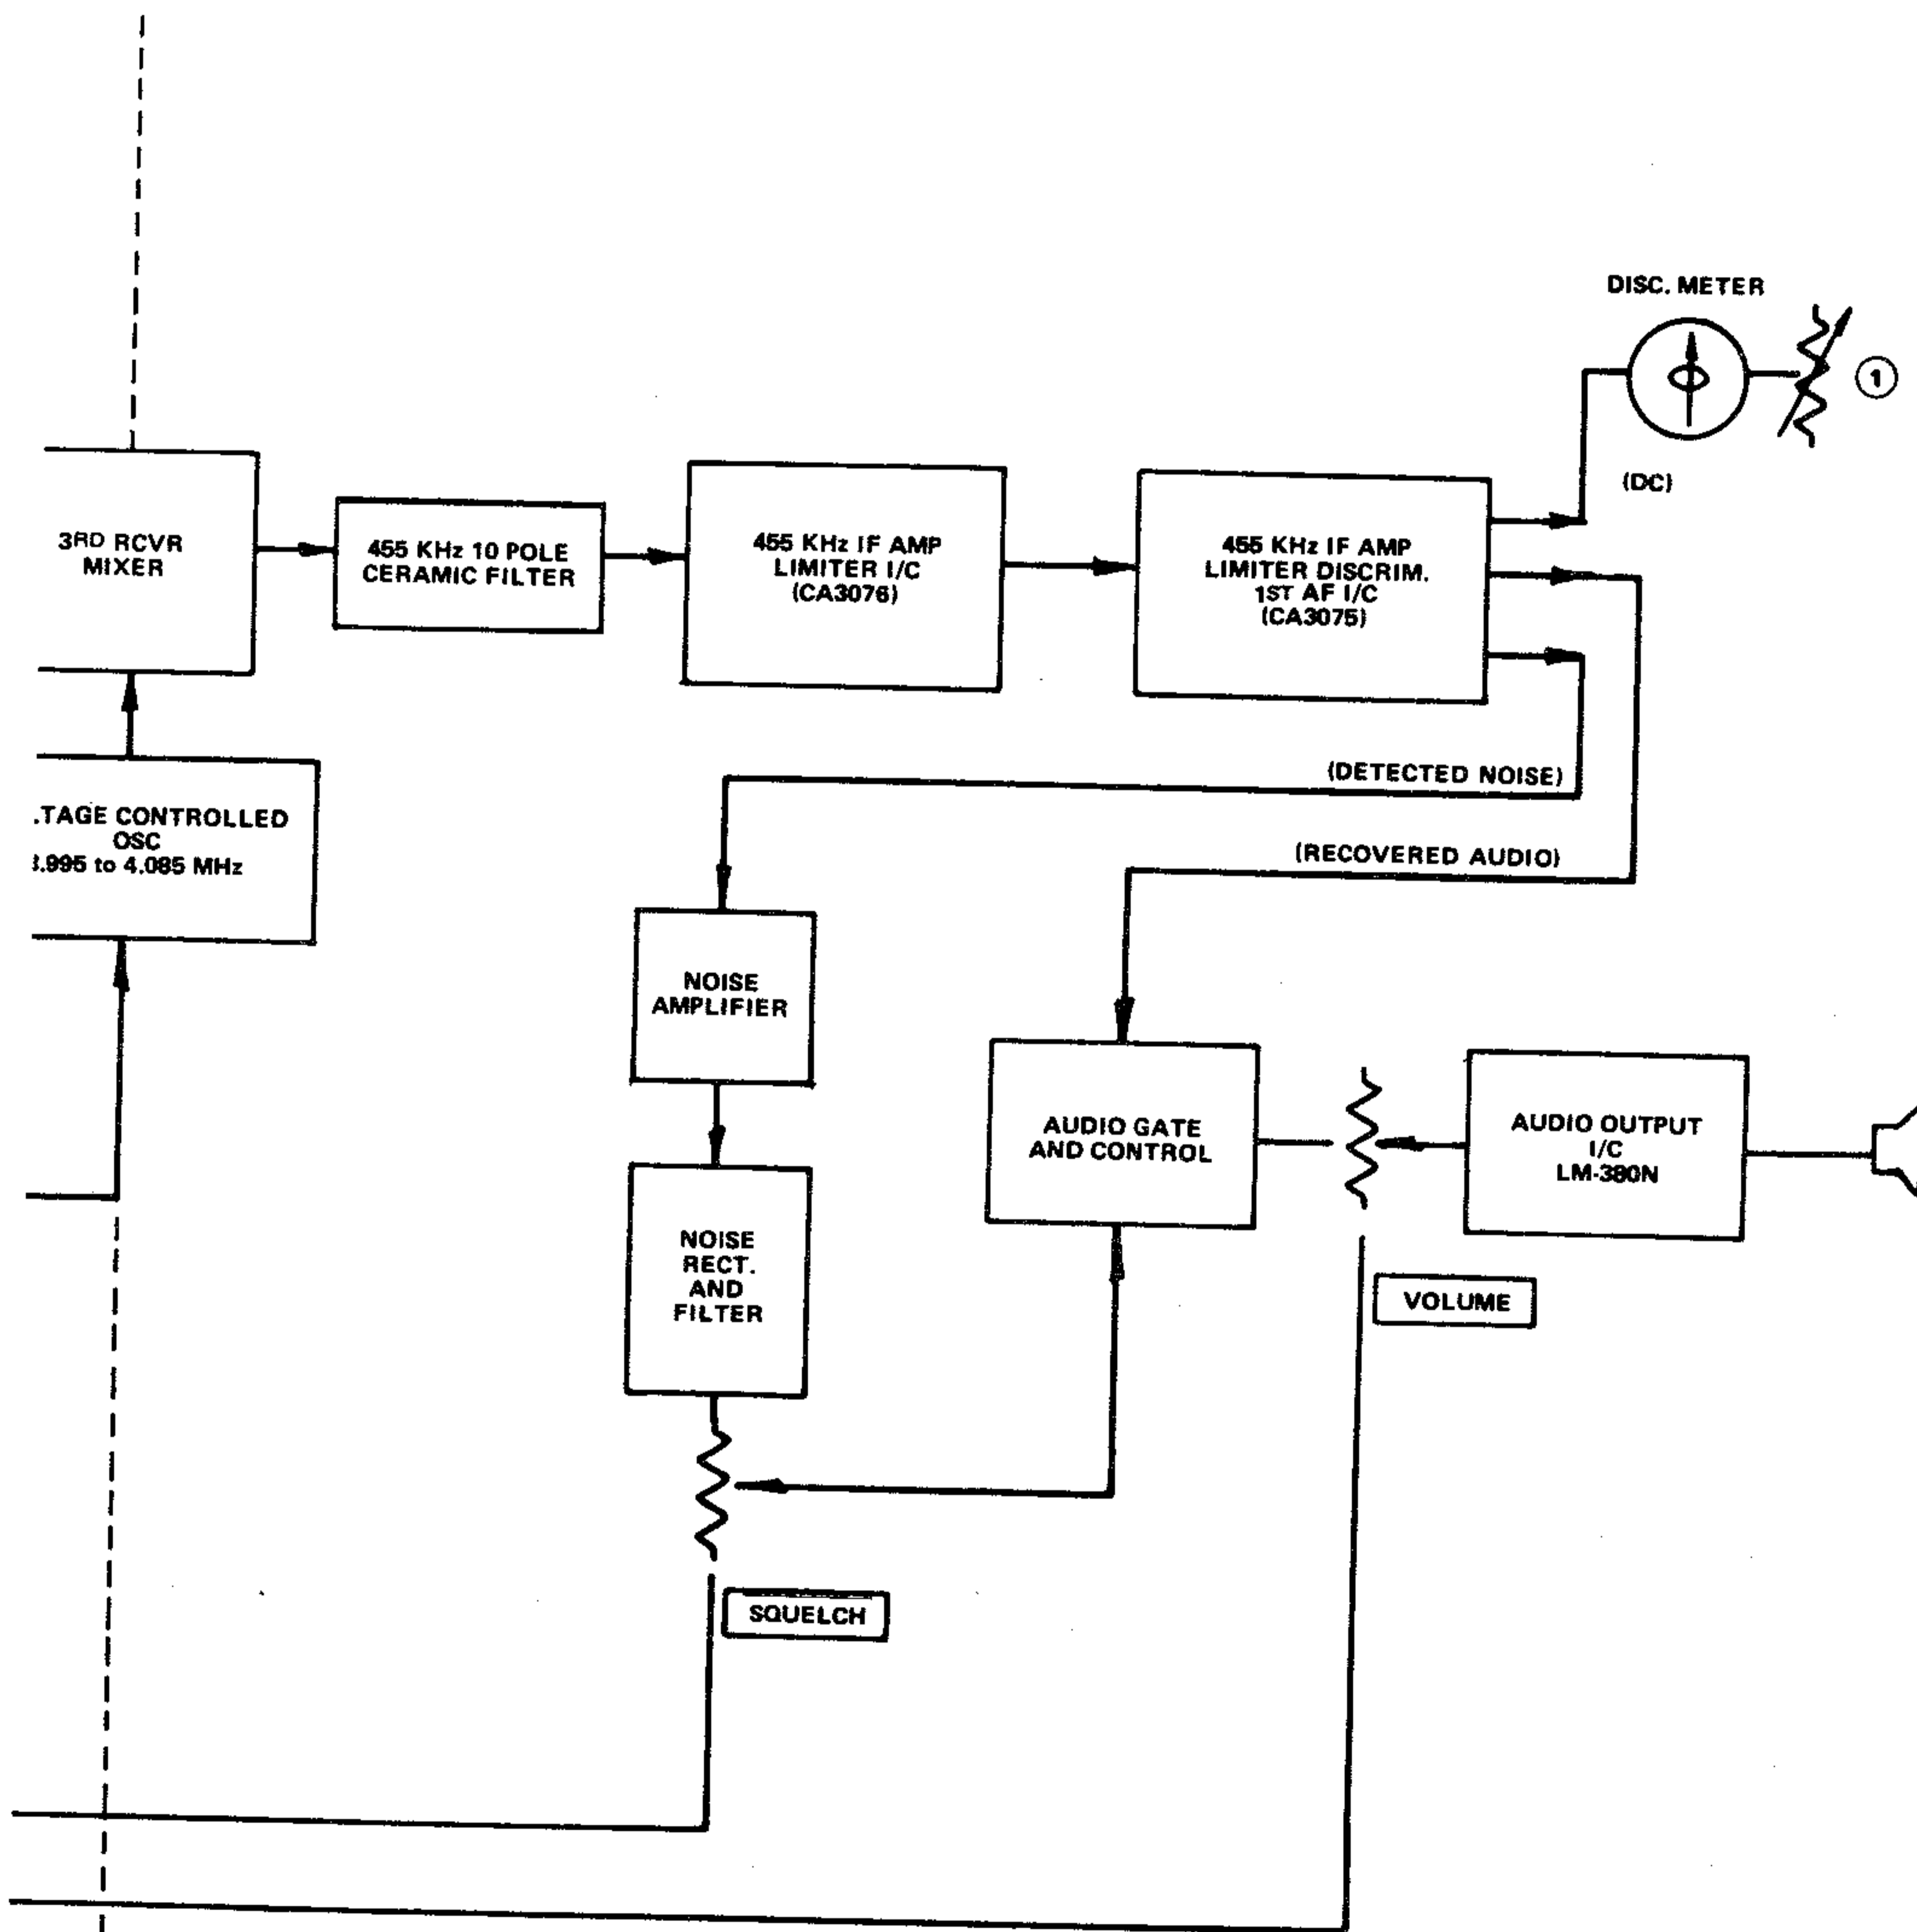 DISC. METER
1
(DC)
3RD RCVR
MIXER
455 KHz 10 POLE
CERAMIC FILTER
455 KHz IF AMP
LIMITER I/C
(CA3076)
455 KHz IF AMP
LIMITER DISCRIM.
1ST AF I/C
(CA3075)
(DETECTED NOISE)
.TAGE CONTROLLED
OSC
.995 to 4.085 MHz
(RECOVERED AUDIO)
NOISE
AMPLIFIER
AUDIO GATE
AND CONTROL
AUDIO OUTPUT
I/C
LM-380N
NOISE
RECT.
AND
FILTER
VOLUME
SQUELCH